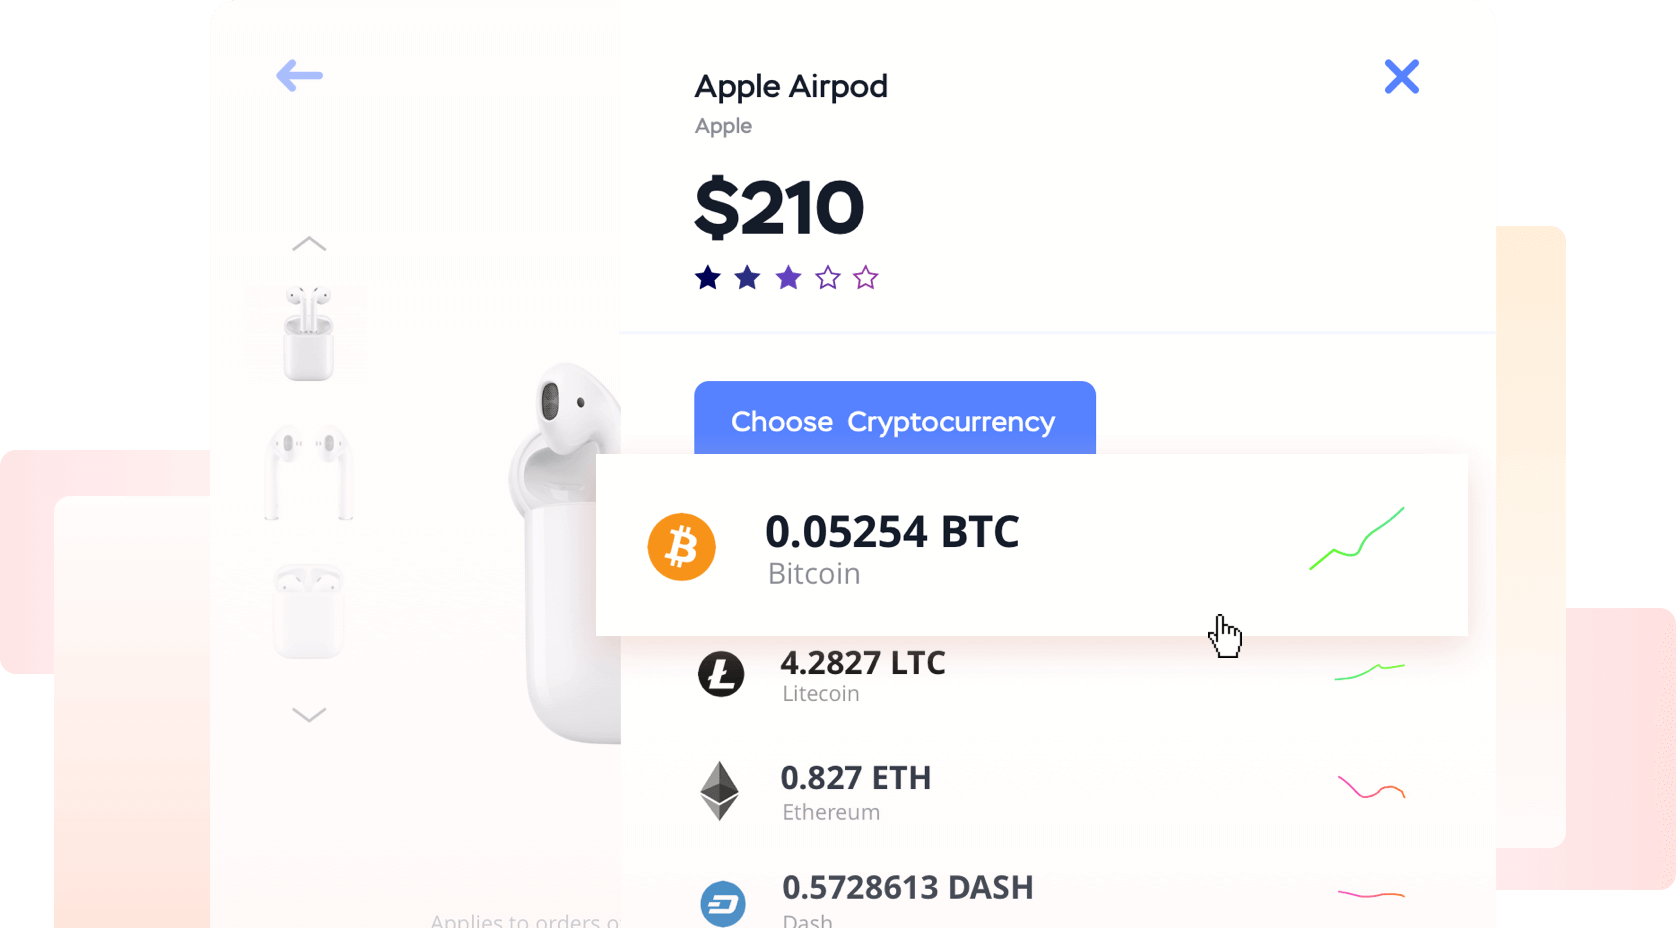 Apple Airpod
Apple
$210
Choose Cryptocurrency
0.05254 BTC
Bitcoin
4.2827 LTC
Litecoin
0.827 ETH
Ethereum
0.5728613 DASH
Dash
Applies to orders